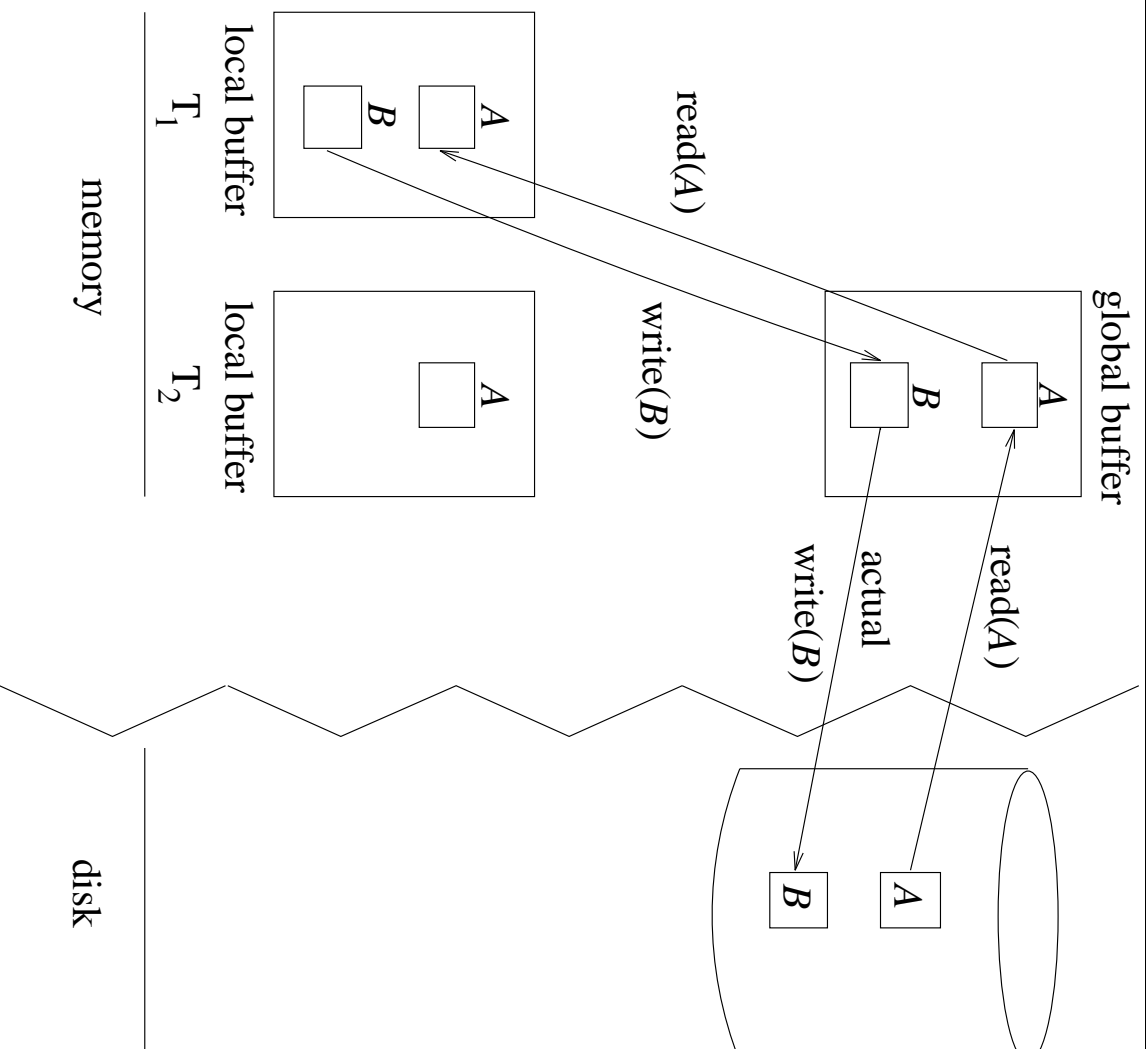 global buffer
A
B
read(A)
actual
write(B)
A
B
read(A)
write(B)
A
B
A
local buffer
T1
local buffer
T2
memory
disk